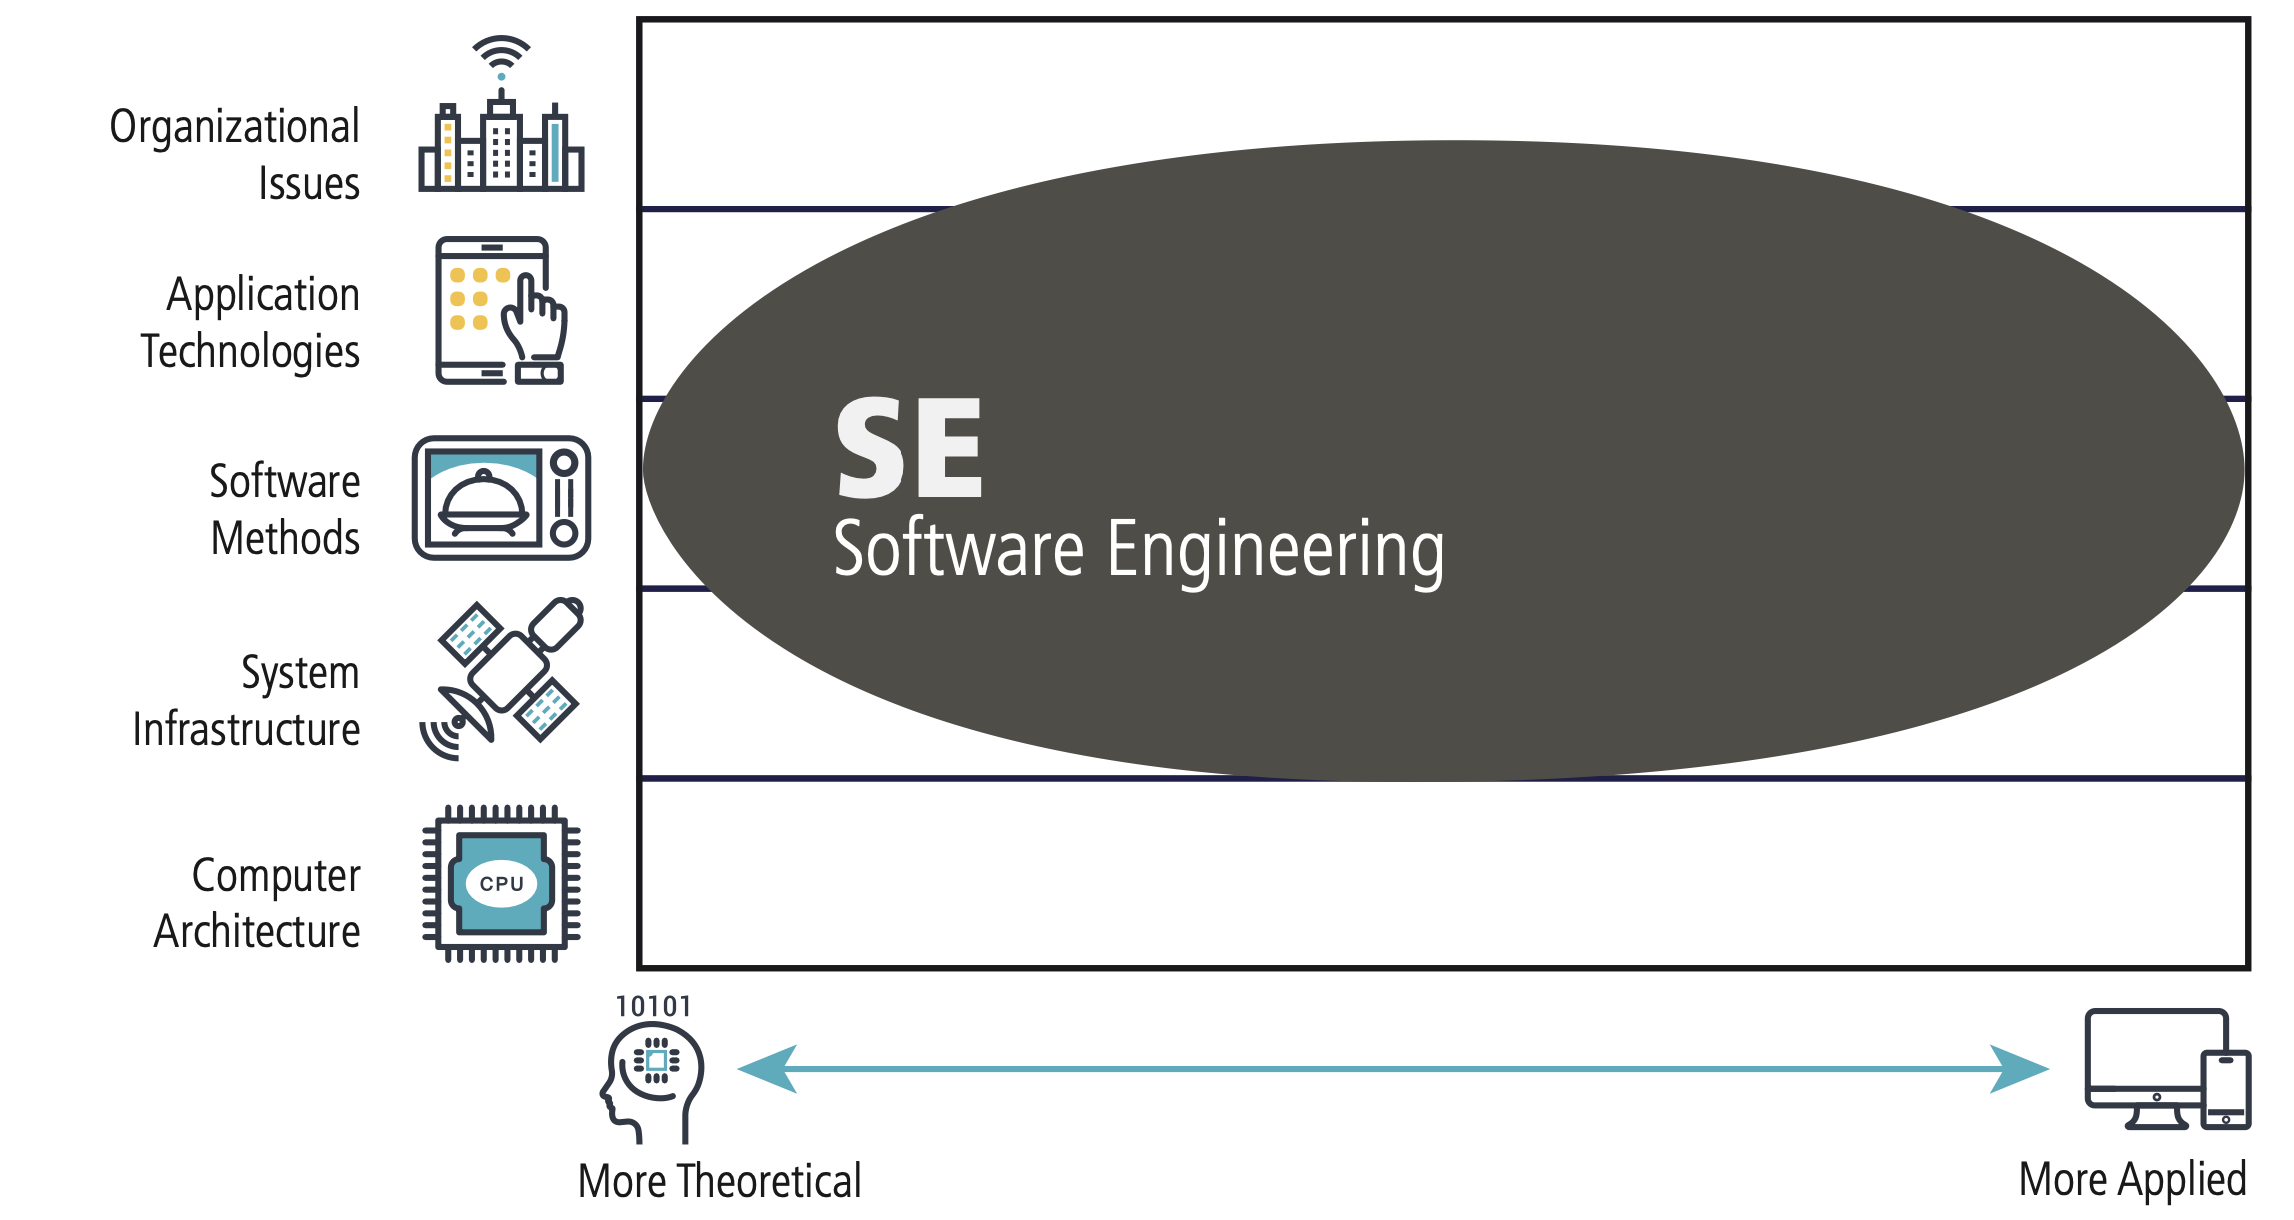 Organizational
Issues
Application
Technologies
SE
Software Engineering
Software
Methods
System
Infrastructure
Computer
Architecture
CPU
10101
More Theoretical
More Applied